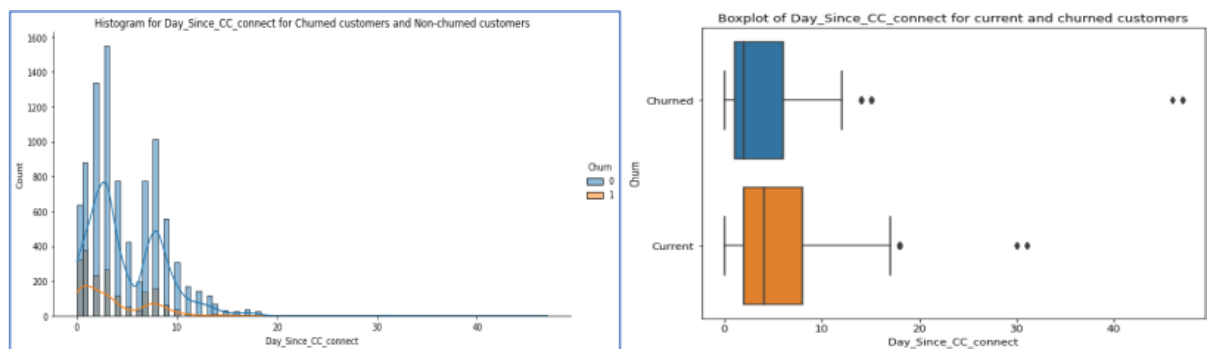 Histogram for Day_Since_CC_connect for Churned customers and Non-churned customers
1600
1400
1200
1000
800
600
400
200
0
Count
0
10
20
30
40
Day_Since_CC_connect
Churn
0
1
Boxplot of Day_Since_CC_connect for current and churned customers
Churned
Current
Churn
0
10
20
30
40
Day_Since_CC_connect